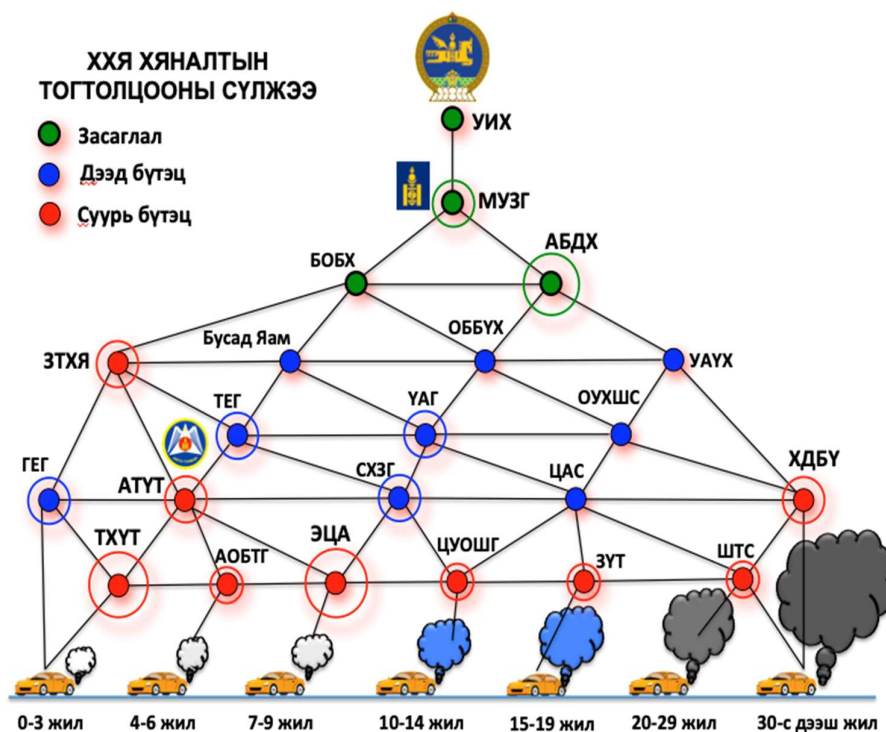 ХХЯ ХЯНАЛТЫН
ТОГТОЛЦООНЫ СҮЛЖЭЭ
Засаглал
Дээд бүтэц
Суурь бүтэц
УИХ
МУЗГ
БОБХ
АБДХ
ЗТХЯ
Бусад Яам
ОББҮХ
УАҮХ
ТЕГ
ҮАГ
ОУХШС
ГЕГ
АТҮТ
СХЗГ
ЦАС
ХДБҮ
ТХҮТ
АОБТГ
ЭЦА
ЦУОШГ
ЗҮТ
ШТС
0-3 жил
4-6 жил
7-9 жил
10-14 жил
15-19 жил
20-29 жил
30-с дээш жил